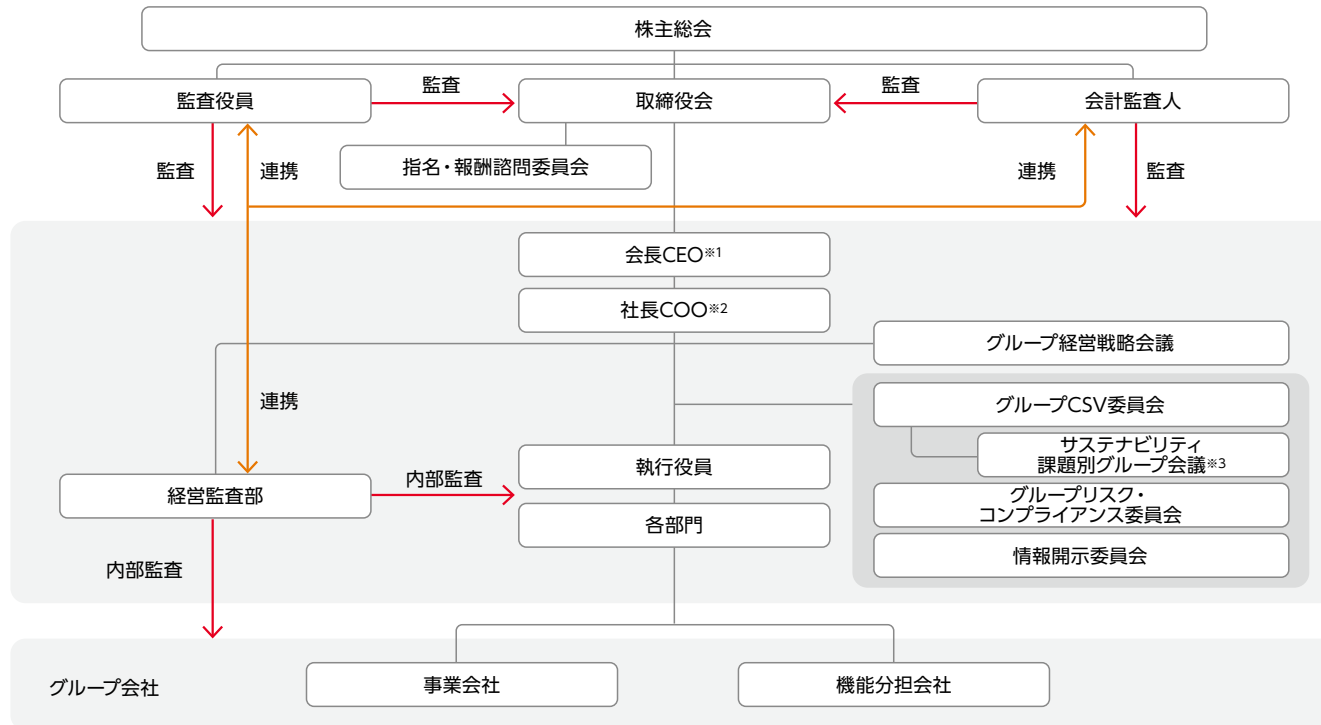 株主総会
監査役員
監査
取締役会
監査
会計監査人
監査
連携
指名・報酬諮問委員会
連携
監査
会長CEO※1
社長COO※2
グループ経営戦略会議
連携
グループCSV委員会
サステナビリティ
課題別グループ会議※3
執行役員
内部監査
経営監査部
グループリスク・
コンプライアンス委員会
各部門
情報開示委員会
内部監査
グループ会社
事業会社
機能分担会社